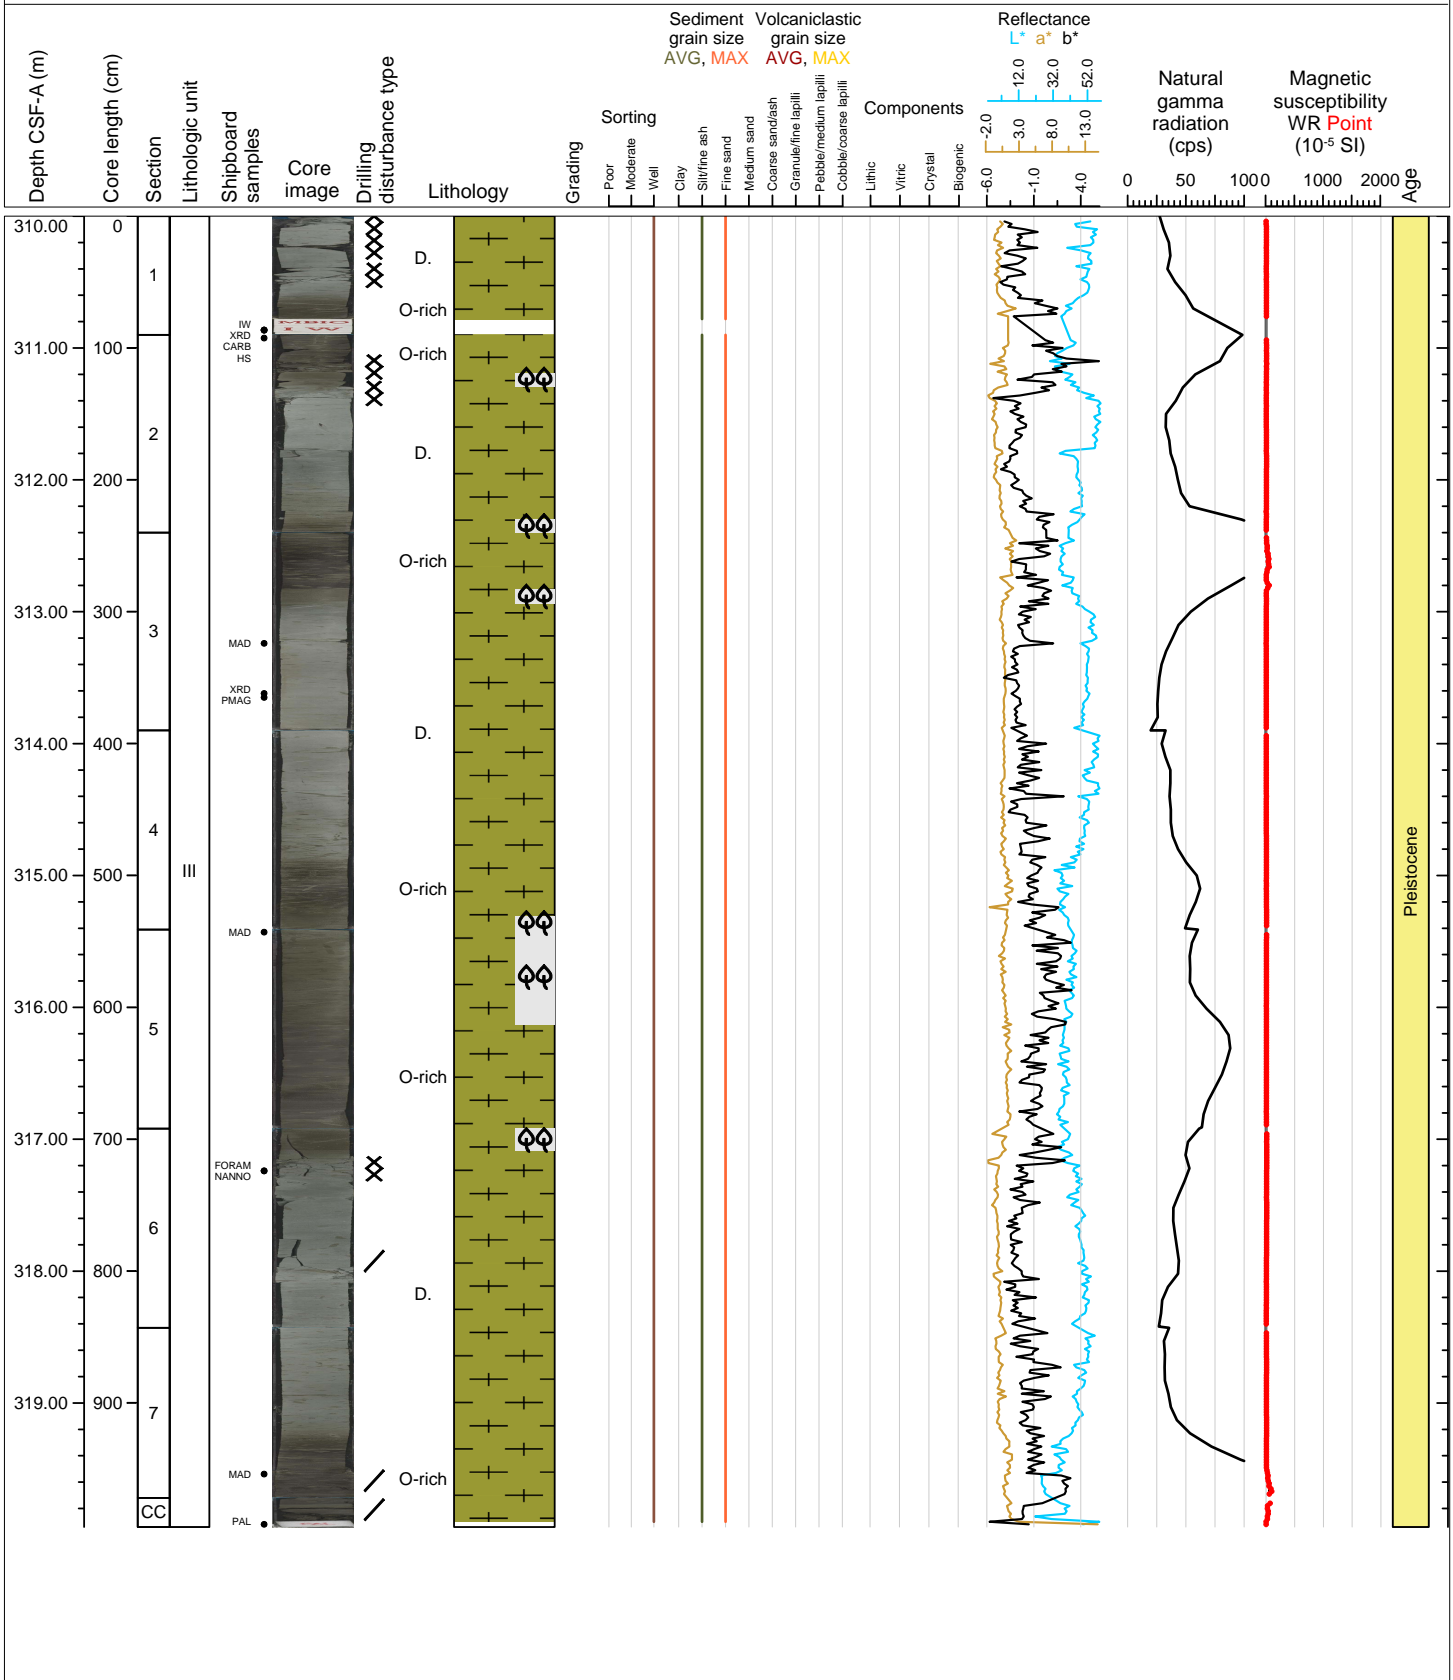 Depth CSF-A (m)
Core length (cm)
Section
Lithologic unit
Shipboard
samples
Core
image
Drilling
disturbance type
Lithology
Grading
Sorting
Poor
Moderate
Well
Sediment
grain size
AVG, MAX
Volcaniclastic
grain size
AVG, MAX
Clay
Silt/fine ash
Fine sand
Medium sand
Coarse sand/ash
Granule/fine lapilli
Pebble/medium lapilli
Cobble/coarse lapilli
Components
Lithic
Vitric
Crystal
Biogenic
Reflectance
L* a* b*
12.0 32.0 52.0
-2.0 3.0 8.0 13.0
-6.0 -1.0 4.0
Natural
gamma
radiation
(cps)
0 50 100
Magnetic
susceptibility
WR Point
(10-5 SI)
0 1000 2000
Age
310.00 0
1
D.
O-rich
MBIO
IW
IW
XRD
CARB
HS
311.00 100
O-rich
2
D.
312.00 200
O-rich
313.00 300
3
MAD
XRD
PMAG
D.
314.00 400
4
III
315.00 500
O-rich
Pleistocene
MAD
316.00 600
5
O-rich
317.00 700
FORAM
NANNO
6
318.00 800
D.
319.00 900
7
MAD
O-rich
CC
PAL
PAL